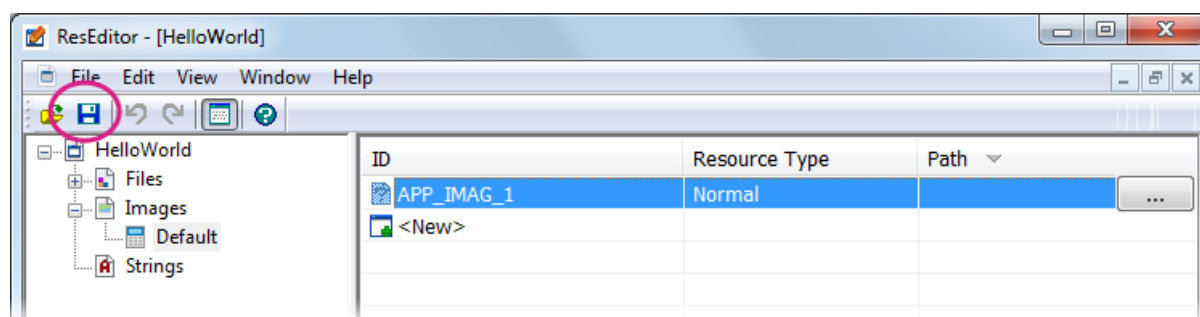 ResEditor - [HelloWorld]
File Edit View Window Help
HelloWorld
Files
Images
Default
Strings
ID Resource Type Path
APP_IMAG_1 Normal ...
<New>